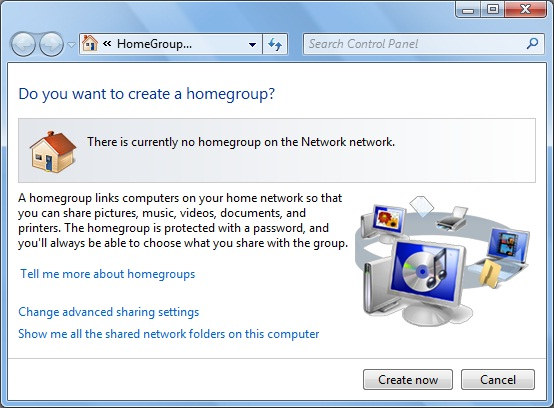 « HomeGroup...
Search Control Panel
Do you want to create a homegroup?
There is currently no homegroup on the Network network.
A homegroup links computers on your home network so that
you can share pictures, music, videos, documents, and
printers. The homegroup is protected with a password, and
you'll always be able to choose what you share with the group.
Tell me more about homegroups
Change advanced sharing settings
Show me all the shared network folders on this computer
Create now
Cancel